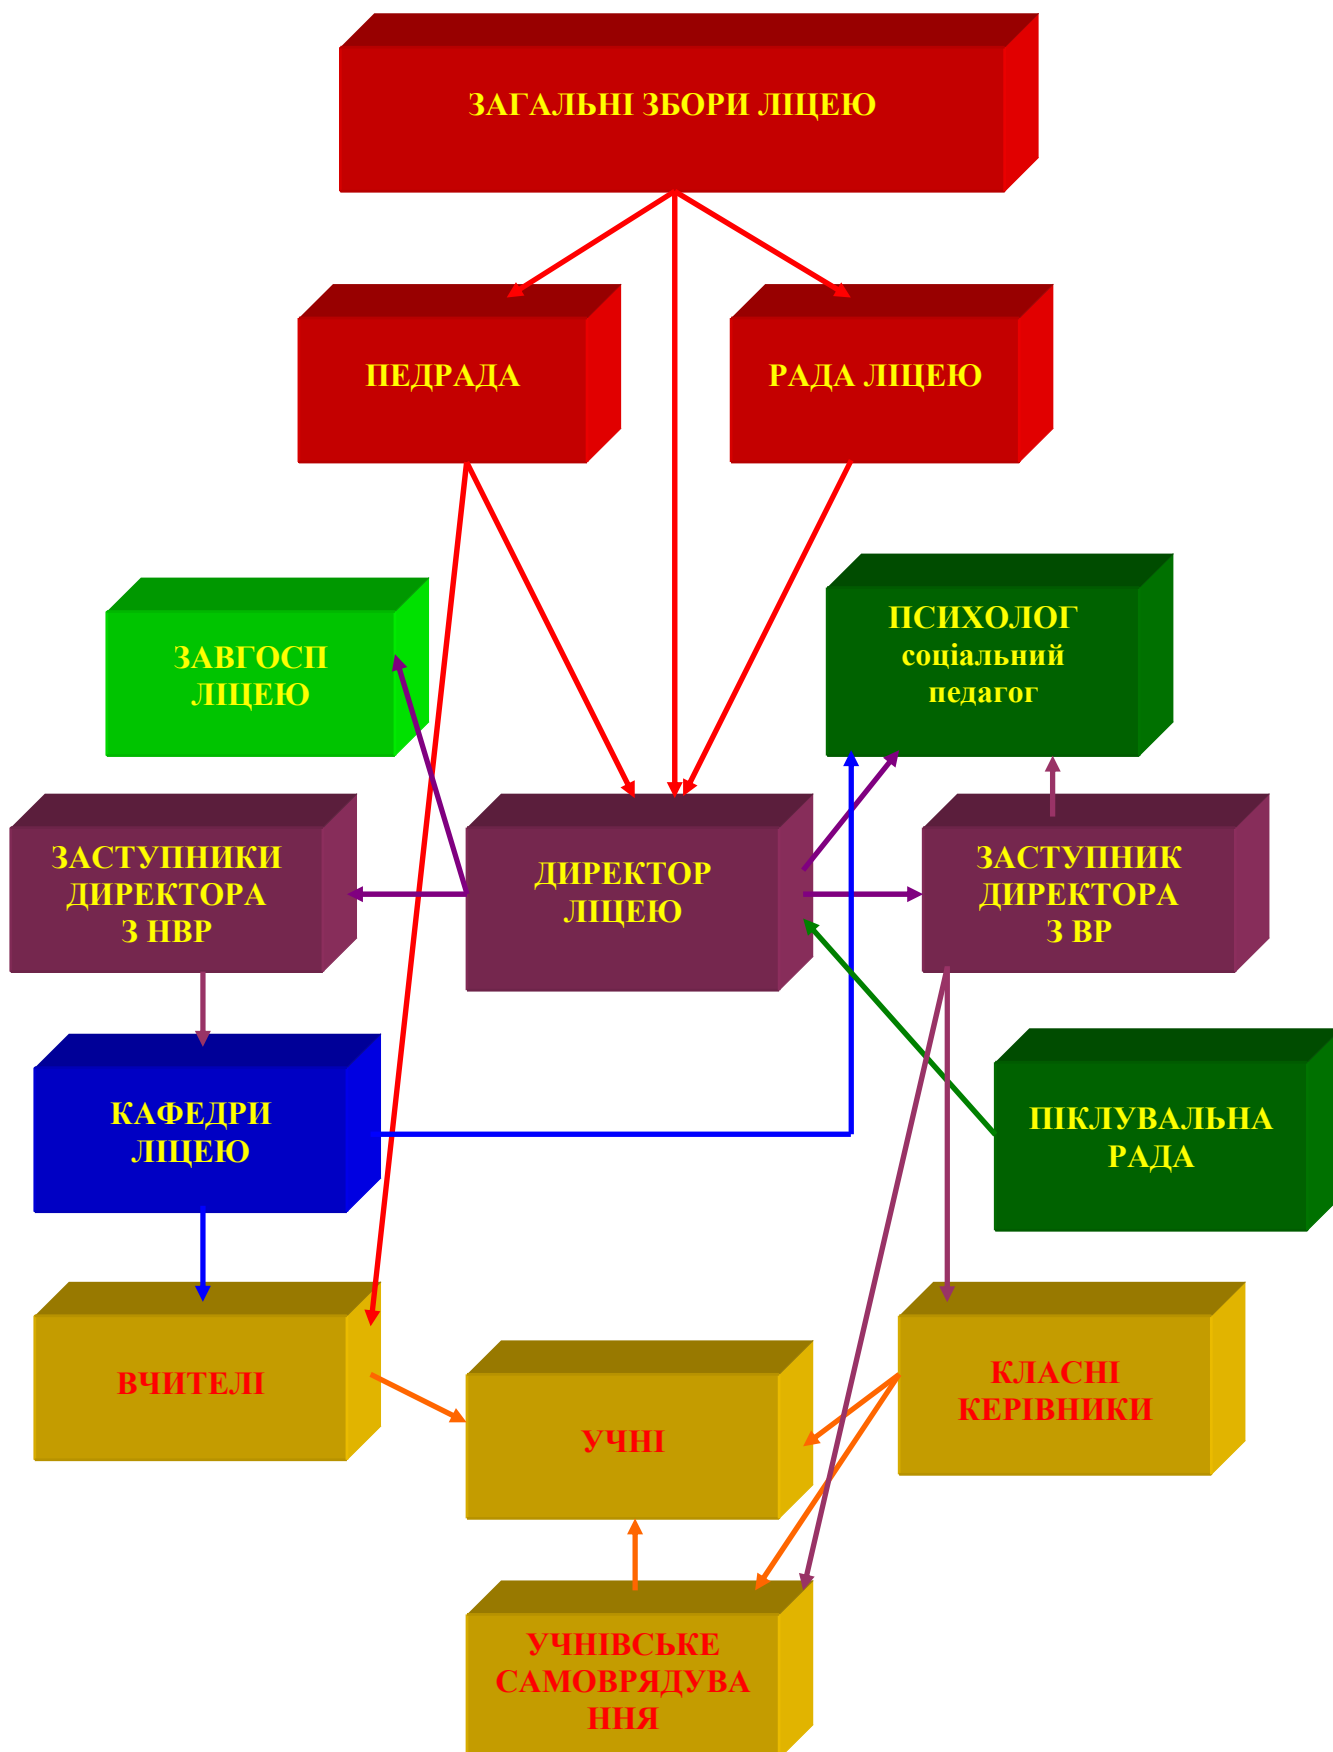 ЗАГАЛЬНІ ЗБОРИ ЛІЦЕЮ
ПЕДРАДА
РАДА ЛІЦЕЮ
ЗАВГОСП
ЛІЦЕЮ
ПСИХОЛОГ
соціальний
педагог
ЗАСТУПНИКИ
ДИРЕКТОРА
З НВР
ДИРЕКТОР
ЛІЦЕЮ
ЗАСТУПНИК
ДИРЕКТОРА
З ВР
КАФЕДРИ
ЛІЦЕЮ
ПІКЛУВАЛЬНА
РАДА
ВЧИТЕЛІ
УЧНІ
КЛАСНІ
КЕРІВНИКИ
УЧНІВСЬКЕ
САМОВРЯДУВА
ННЯ